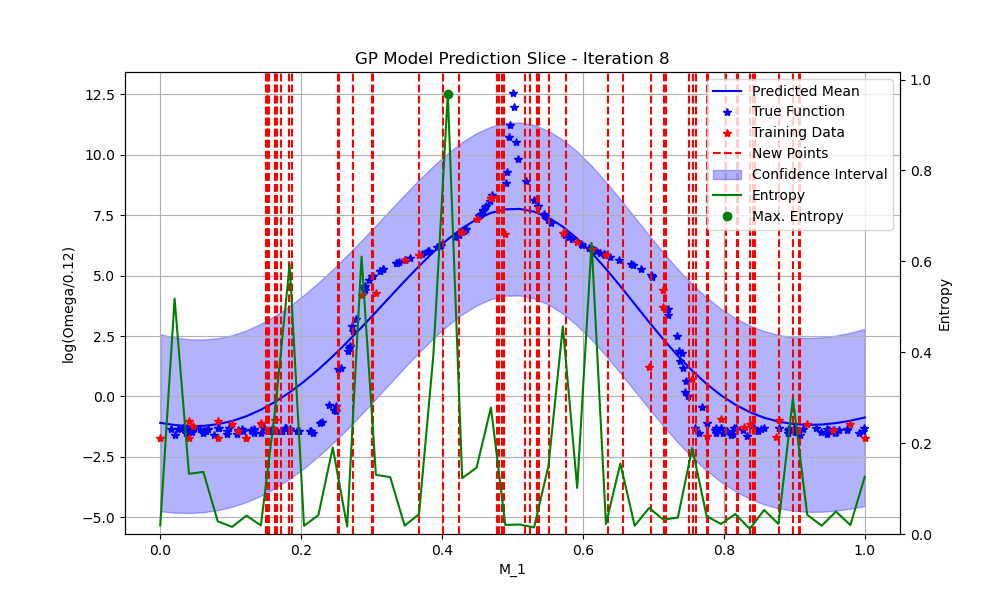 GP Model Prediction Slice - Iteration 8
log(Omega/0.12)
12.5
10.0
7.5
5.0
2.5
0.0
−2.5
−5.0
0.0
0.2
0.4
0.6
0.8
1.0
M_1
1.0
0.8
0.6
0.4
0.2
0.0
Entropy
Predicted Mean
True Function
Training Data
New Points
Confidence Interval
Entropy
Max. Entropy